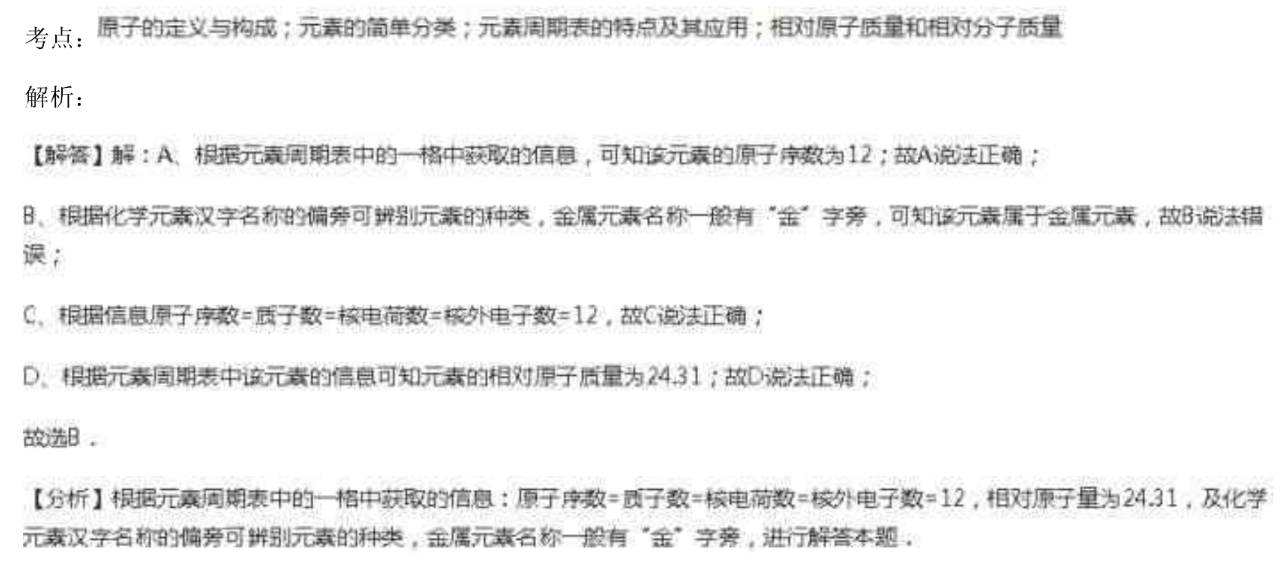 考点：原子的定义与构成；元素的简单分类；元素周期表的特点及其应用；相对原子质量和相对分子质量
解析：
【解答】解：A、根据元素周期表中的一格中获取的信息，可知该元素的原子序数为12；故A说法正确；
B、根据化学元素汉字名称的偏旁可辨别元素的种类，金属元素名称一般有“金”字旁，可知该元素属于金属元素，故B说法错
误；
C、根据信息原子序数=质子数=核电荷数=核外电子数=12，故C说法正确；
D、根据元素周期表中该元素的信息可知元素的相对原子质量为24.31；故D说法正确；
故选B．
【分析】根据元素周期表中的一格中获取的信息：原子序数=质子数=核电荷数=核外电子数=12，相对原子量为24.31，及化学
元素汉字名称的偏旁可辨别元素的种类，金属元素名称一般有“金”字旁，进行解答本题．